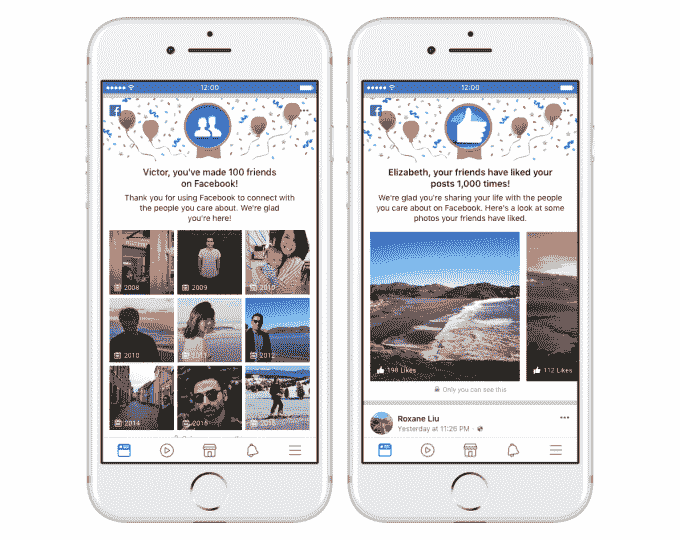 12:00
Victor, you've made 100 friends
on Facebook!
Thank you for using Facebook to connect with
the people you care about. We're glad
you're here!
2008
2009
2010
2010
2011
2012
2014
2015
2016
12:00
Elizabeth, your friends have liked your
posts 1,000 times!
We're glad you're sharing your life with the people
you care about on Facebook. Here's a look at some
photos your friends have liked.
198 Likes
112 Likes
Only you can see this
Roxane Liu
Yesterday at 11:26 PM ·